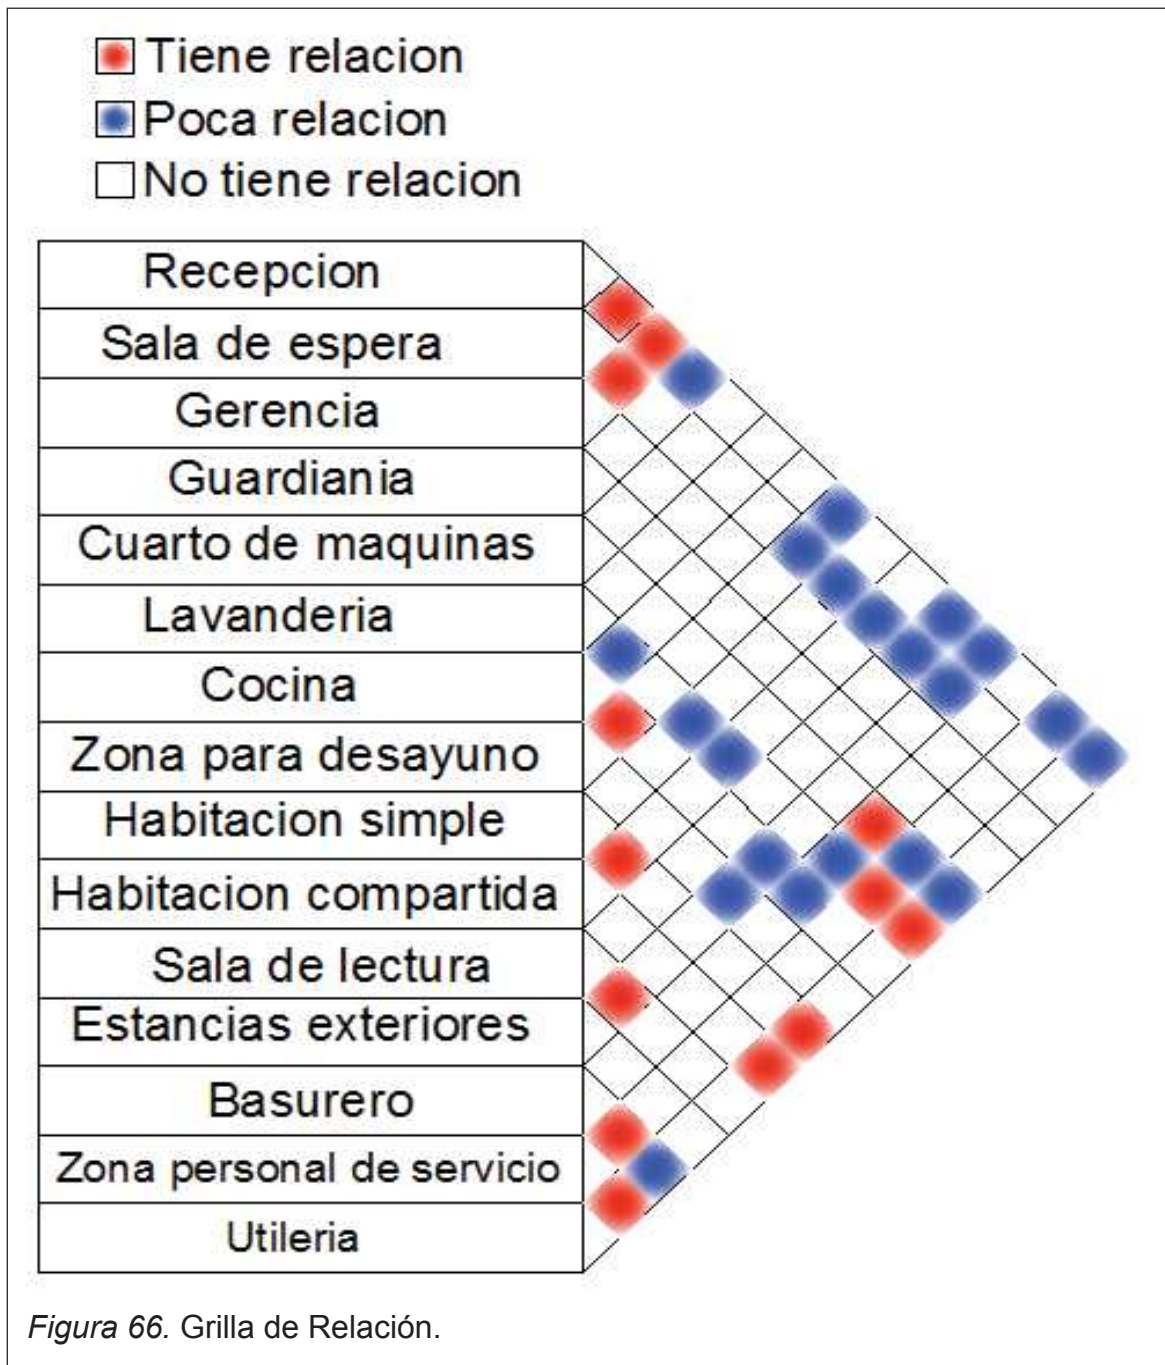 Tiene relacion
Poca relacion
No tiene relacion
Recepcion
Sala de espera
Gerencia
Guardiania
Cuarto de maquinas
Lavanderia
Cocina
Zona para desayuno
Habitacion simple
Habitacion compartida
Sala de lectura
Estancias exteriores
Basurero
Zona personal de servicio
Utileria
Figura 66. Grilla de Relación.